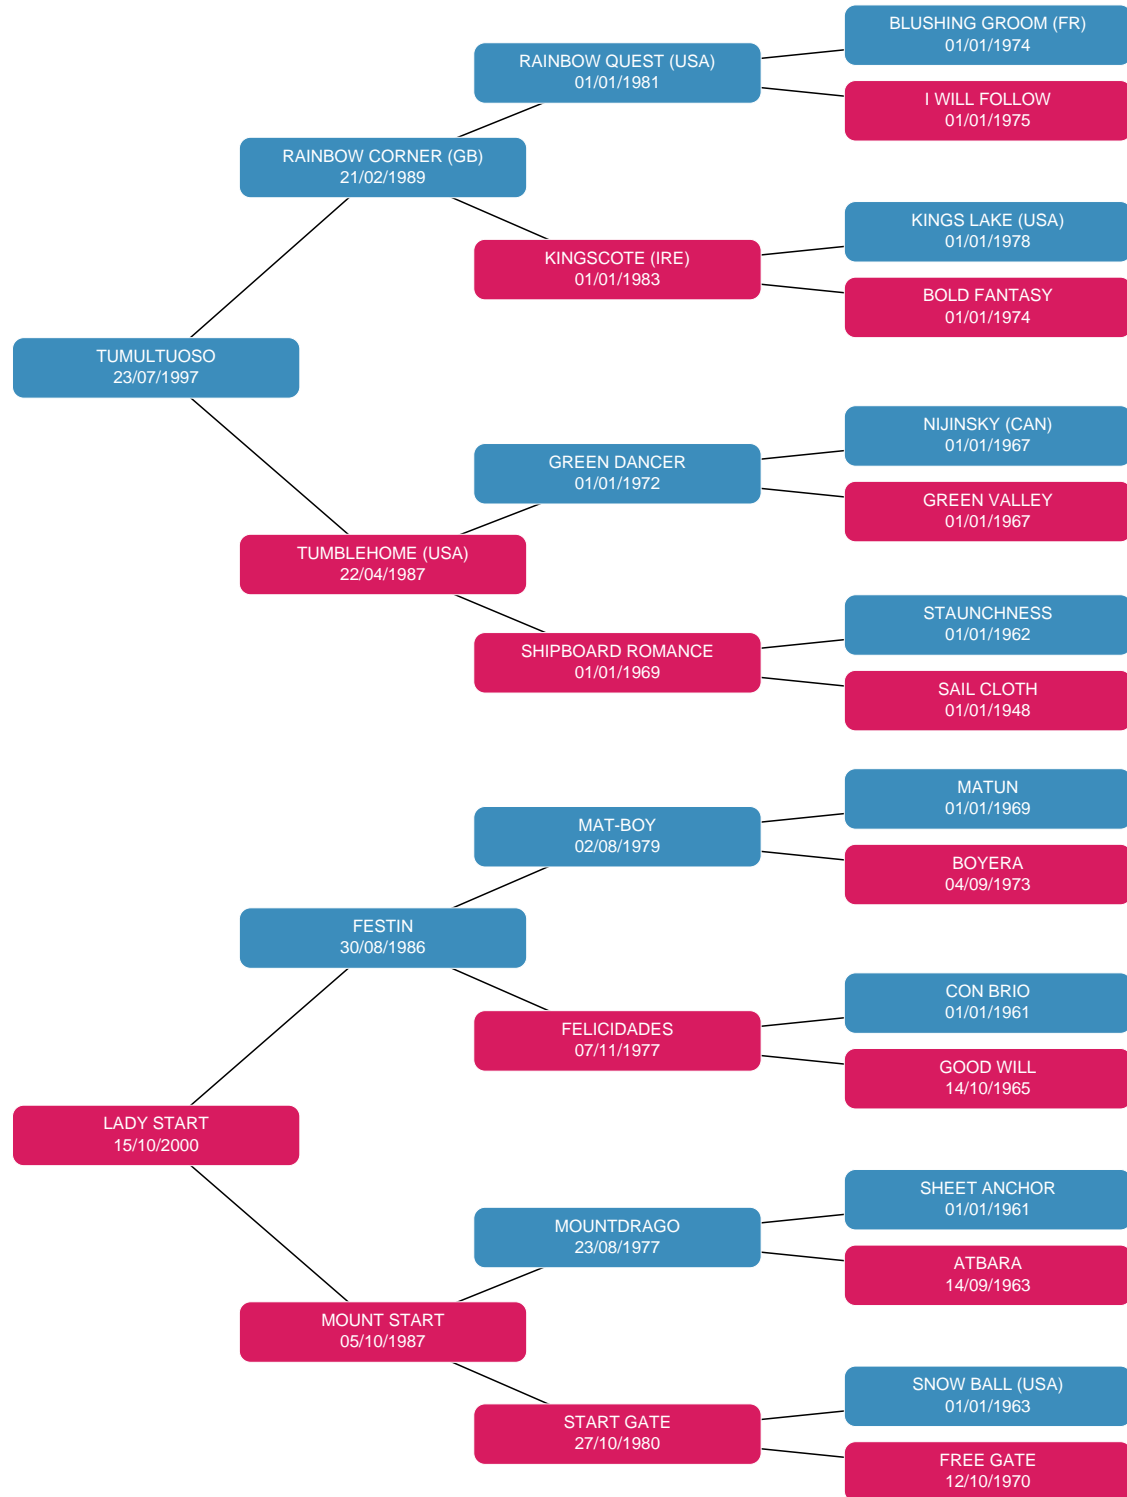 BLUSHING GROOM (FR)
01/01/1974
RAINBOW QUEST (USA)
01/01/1981
I WILL FOLLOW
01/01/1975
RAINBOW CORNER (GB)
21/02/1989
KINGS LAKE (USA)
01/01/1978
KINGSCOTE (IRE)
01/01/1983
BOLD FANTASY
01/01/1974
TUMULTUOSO
23/07/1997
NIJINSKY (CAN)
01/01/1967
GREEN DANCER
01/01/1972
GREEN VALLEY
01/01/1967
TUMBLEHOME (USA)
22/04/1987
STAUNCHNESS
01/01/1962
SHIPBOARD ROMANCE
01/01/1969
SAIL CLOTH
01/01/1948
MATUN
01/01/1969
MAT-BOY
02/08/1979
BOYERA
04/09/1973
FESTIN
30/08/1986
CON BRIO
01/01/1961
FELICIDADES
07/11/1977
GOOD WILL
14/10/1965
LADY START
15/10/2000
SHEET ANCHOR
01/01/1961
MOUNTDRAGO
23/08/1977
ATBARA
14/09/1963
MOUNT START
05/10/1987
SNOW BALL (USA)
01/01/1963
START GATE
27/10/1980
FREE GATE
12/10/1970